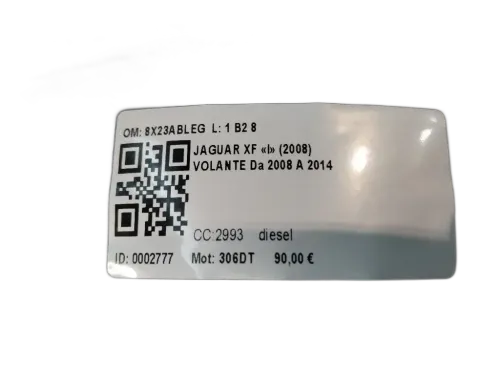 OM: 8X23ABLEG L: 1 B2 8
JAGUAR XF «I» (2008)
VOLANTE Da 2008 A 2014
CC:2993 diesel
ID: 0002777 Mot: 306DT 90,00 €